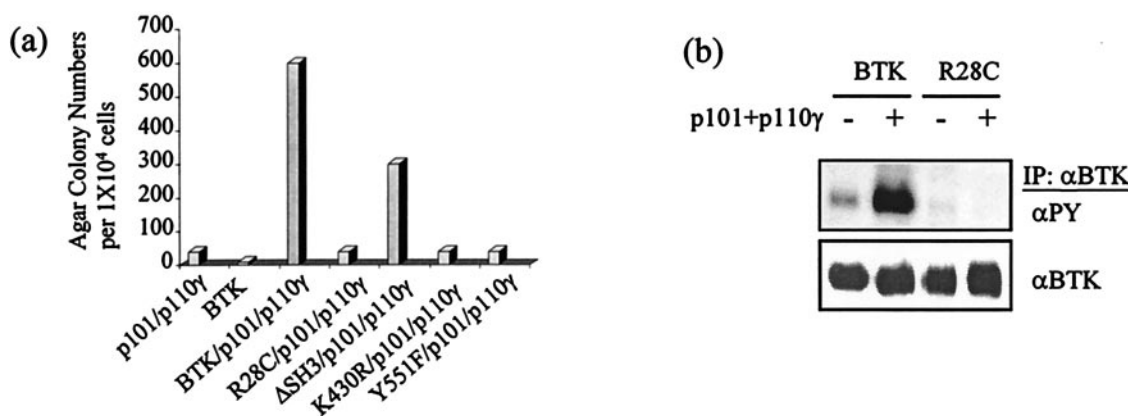 (a)
Agar Colony Numbers
per 1X10⁴ cells
700
600
500
400
300
200
100
0
p101/p110γ
BTK
BTK/p101/p110γ
R28C/p101/p110γ
ΔSH3/p101/p110γ
K430R/p101/p110γ
Y551F/p101/p110γ
(b)
BTK R28C
p101+p110γ - + - +
IP: αBTK
αPY
αBTK